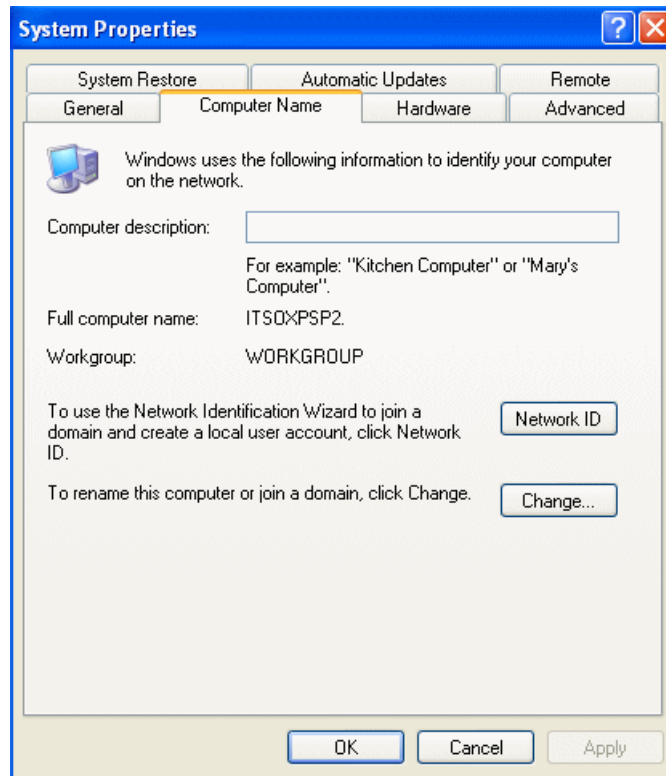 System Properties
System Restore
Automatic Updates
Remote
General
Computer Name
Hardware
Advanced
Windows uses the following information to identify your computer
on the network.
Computer description:
For example: "Kitchen Computer" or "Mary's
Computer".
Full computer name:
ITSOXPSP2.
Workgroup:
WORKGROUP
To use the Network Identification Wizard to join a
domain and create a local user account, click Network
ID.
Network ID
To rename this computer or join a domain, click Change.
Change...
OK
Cancel
Apply